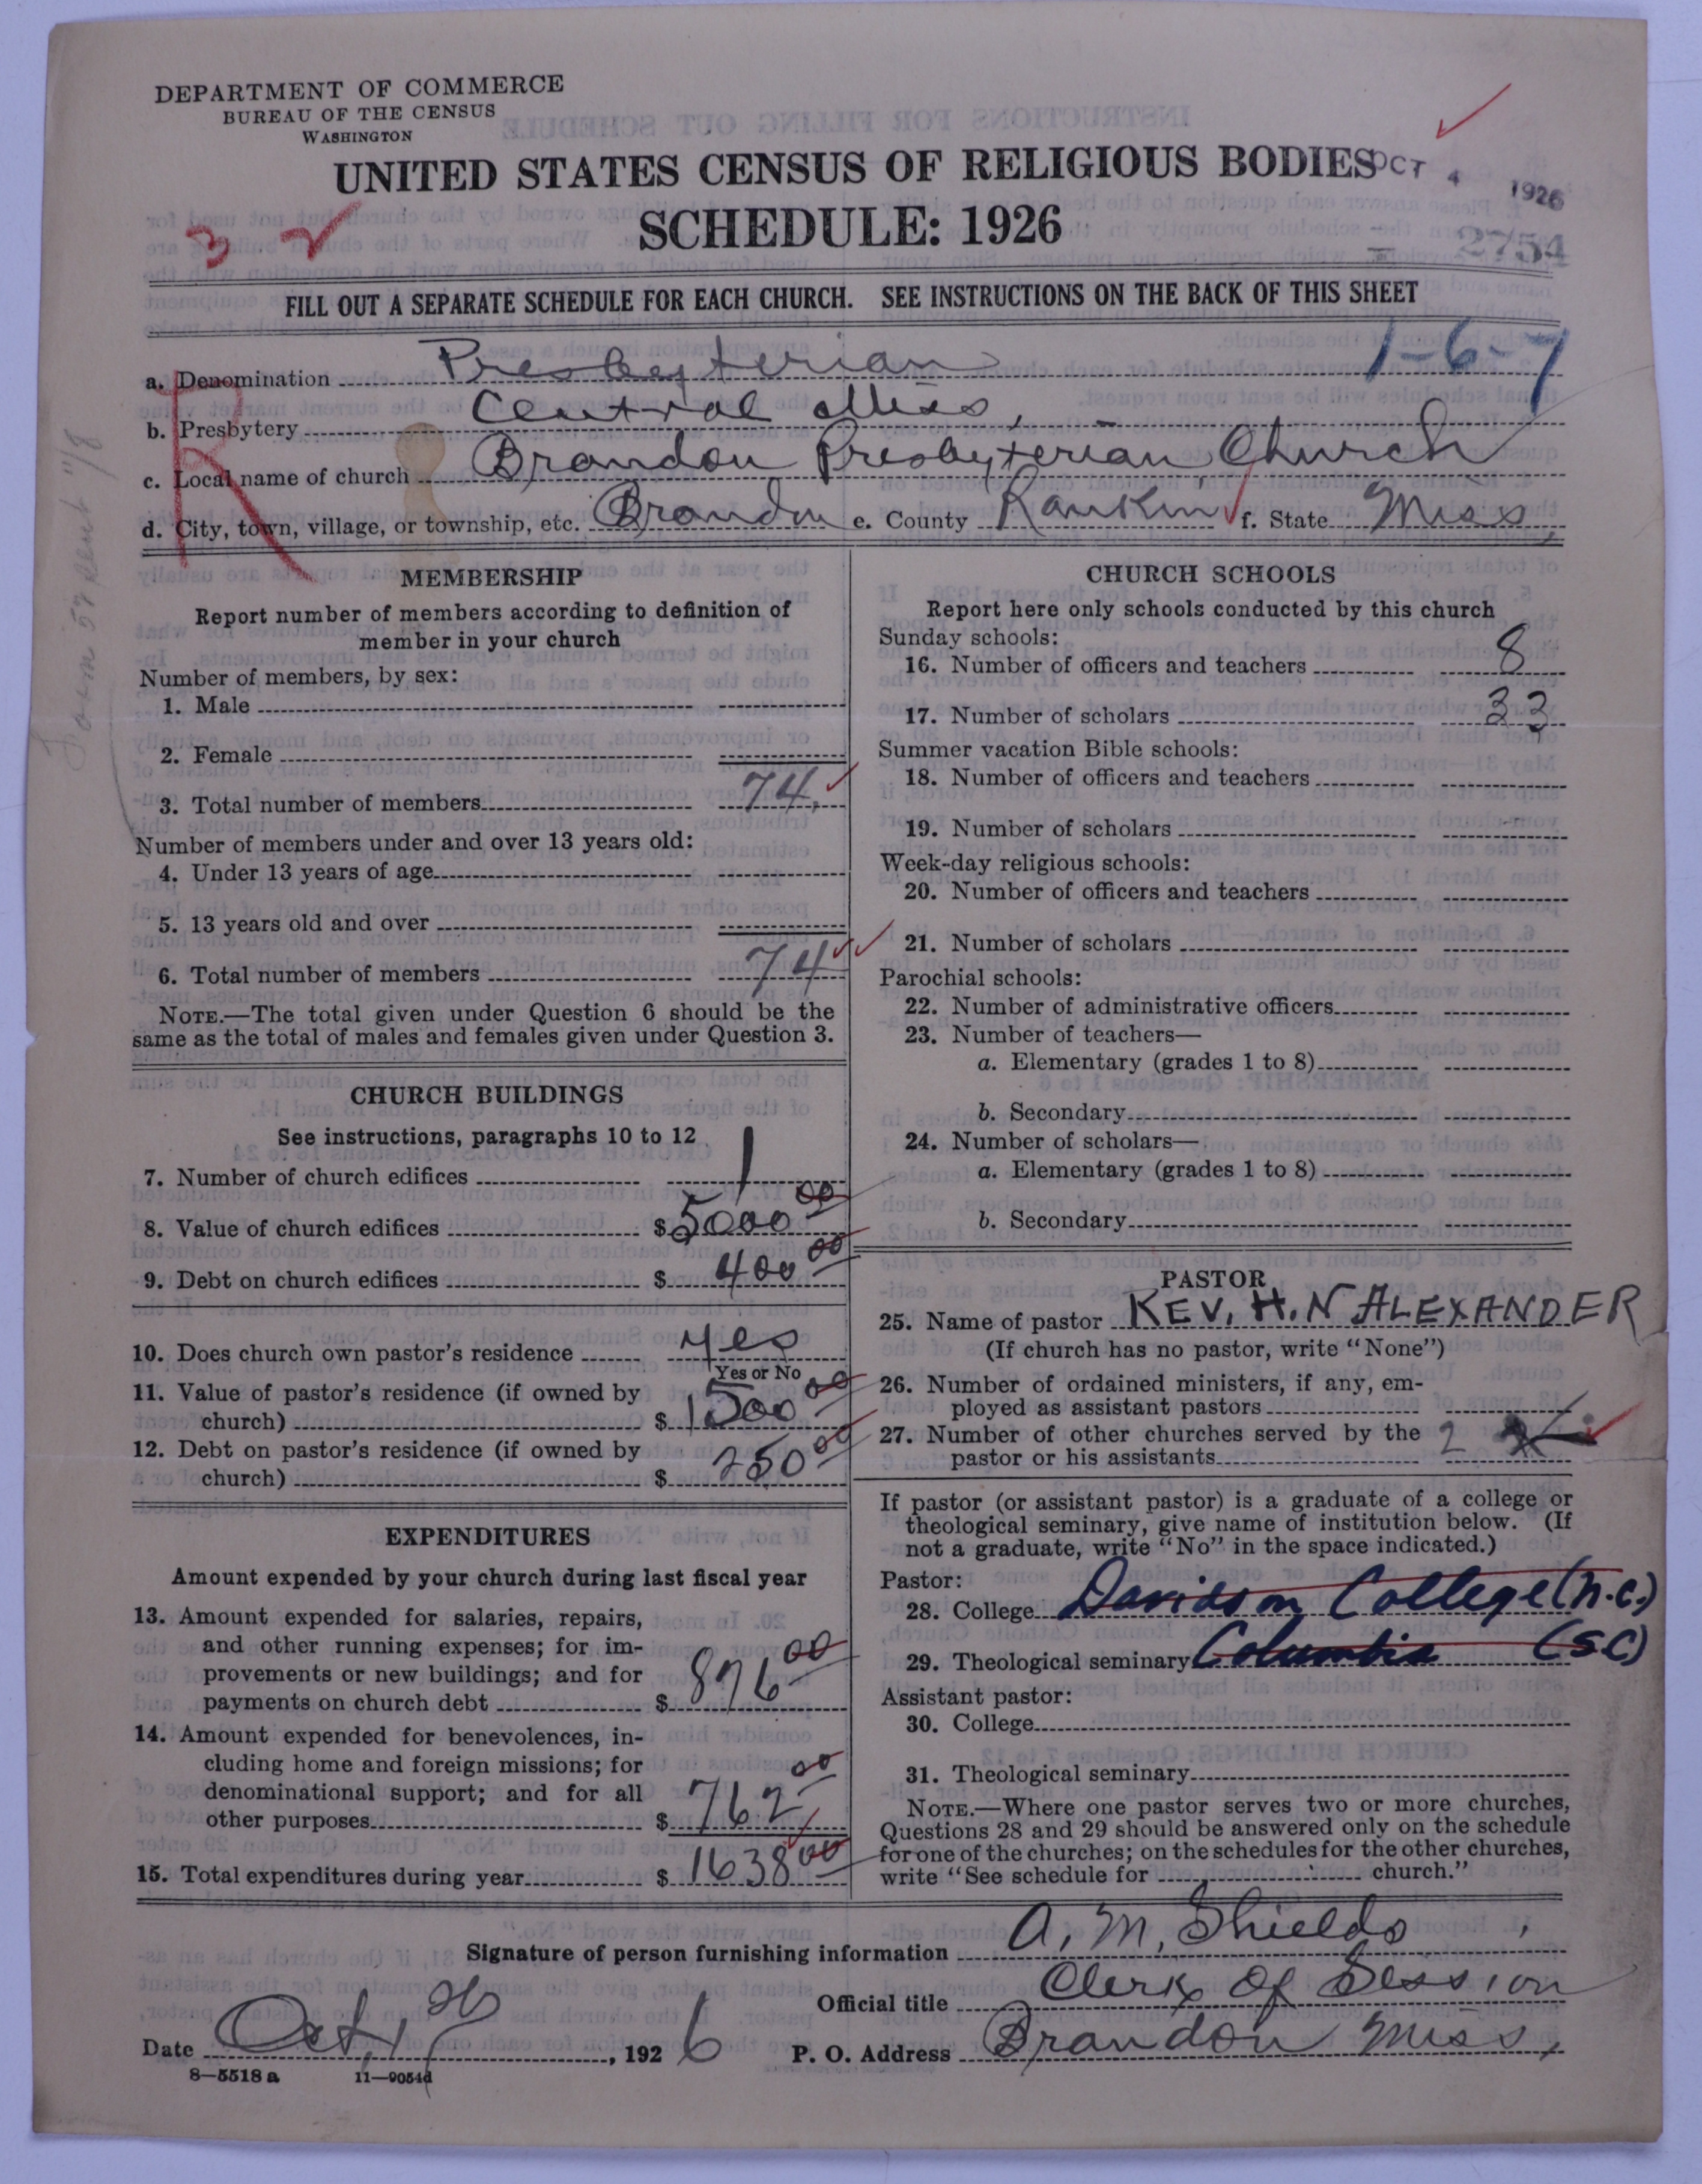 DEPARTMENT OF COMMERCE
BUREAU OF THE CENSUS
WASHINGTON
UNITED STATES CENSUS OF RELIGIOUS BODIES
OCT 4 1926
SCHEDULE: 1926
3 2
2754
FILL OUT A SEPARATE SCHEDULE FOR EACH CHURCH. SEE INSTRUCTIONS ON THE BACK OF THIS SHEET
1-6-7
a. Denomination Presbyterian
b. Presbytery Central Miss,
c. Local name of church Brandon Presbyterian Church
d. City, town, village, or township, etc. Brandon e. County Rankin f. State Miss
R
MEMBERSHIP
Report number of members according to definition of
member in your church
Number of members, by sex:
1. Male
2. Female
3. Total number of members 74
Number of members under and over 13 years old:
4. Under 13 years of age
5. 13 years old and over
6. Total number of members 74
NOTE.—The total given under Question 6 should be the
same as the total of males and females given under Question 3.
CHURCH BUILDINGS
See instructions, paragraphs 10 to 12
7. Number of church edifices 1
8. Value of church edifices $5000 00
9. Debt on church edifices $ 400 00
10. Does church own pastor's residence yes
Yes or No
11. Value of pastor's residence (if owned by
church) $ 1500 00
12. Debt on pastor's residence (if owned by
church) $ 250 00
EXPENDITURES
Amount expended by your church during last fiscal year
13. Amount expended for salaries, repairs,
and other running expenses; for im-
provements or new buildings; and for
payments on church debt $ 876 00
14. Amount expended for benevolences, in-
cluding home and foreign missions; for
denominational support; and for all
other purposes $ 762 00
15. Total expenditures during year $ 1638 00
CHURCH SCHOOLS
Report here only schools conducted by this church
Sunday schools:
16. Number of officers and teachers 8
17. Number of scholars 33
Summer vacation Bible schools:
18. Number of officers and teachers
19. Number of scholars
Week-day religious schools:
20. Number of officers and teachers
21. Number of scholars
Parochial schools:
22. Number of administrative officers
23. Number of teachers—
a. Elementary (grades 1 to 8)
b. Secondary
24. Number of scholars—
a. Elementary (grades 1 to 8)
b. Secondary
PASTOR
25. Name of pastor REV. H. N ALEXANDER
(If church has no pastor, write "None")
26. Number of ordained ministers, if any, em-
ployed as assistant pastors
27. Number of other churches served by the
pastor or his assistants 2
If pastor (or assistant pastor) is a graduate of a college or
theological seminary, give name of institution below. (If
not a graduate, write "No" in the space indicated.)
Pastor:
28. College Davidson College (N.C.)
29. Theological seminary Columbia (S.C)
Assistant pastor:
30. College
31. Theological seminary
NOTE.—Where one pastor serves two or more churches,
Questions 28 and 29 should be answered only on the schedule
for one of the churches; on the schedules for the other churches,
write "See schedule for church."
Signature of person furnishing information A. M. Shields
Official title Clerk of Session
Date Oct, 1, 1926 P. O. Address Brandon Miss,
8—5518 a 11—9054d